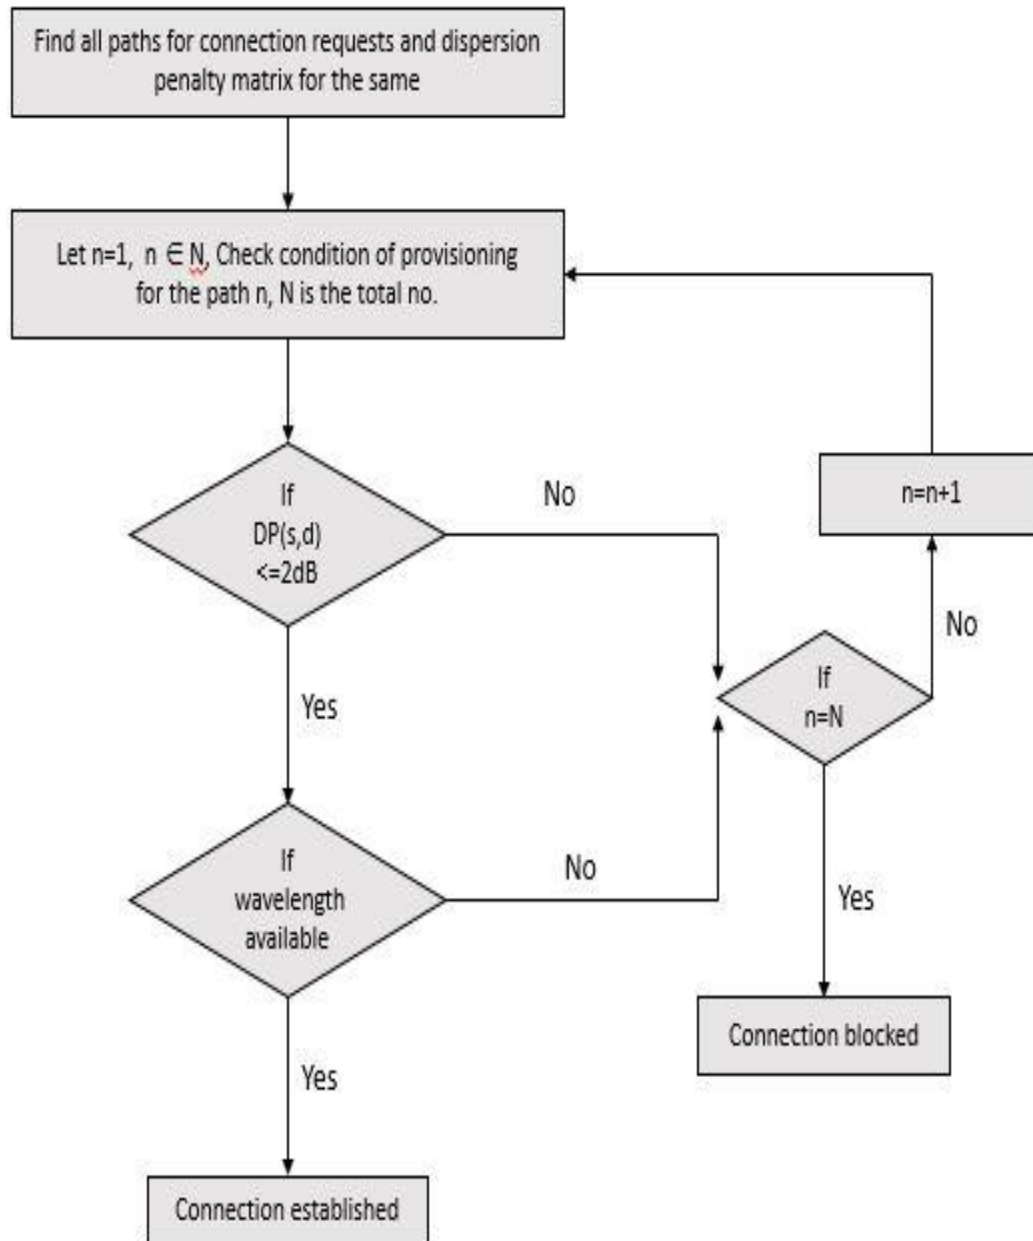 Find all paths for connection requests and dispersion
penalty matrix for the same
Let n=1, n ∈ N, Check condition of provisioning
for the path n, N is the total no.
If
DP(s,d)
<=2dB
No
n=n+1
No
If
n=N
Yes
If
wavelength
available
No
Yes
Connection blocked
Yes
Connection established